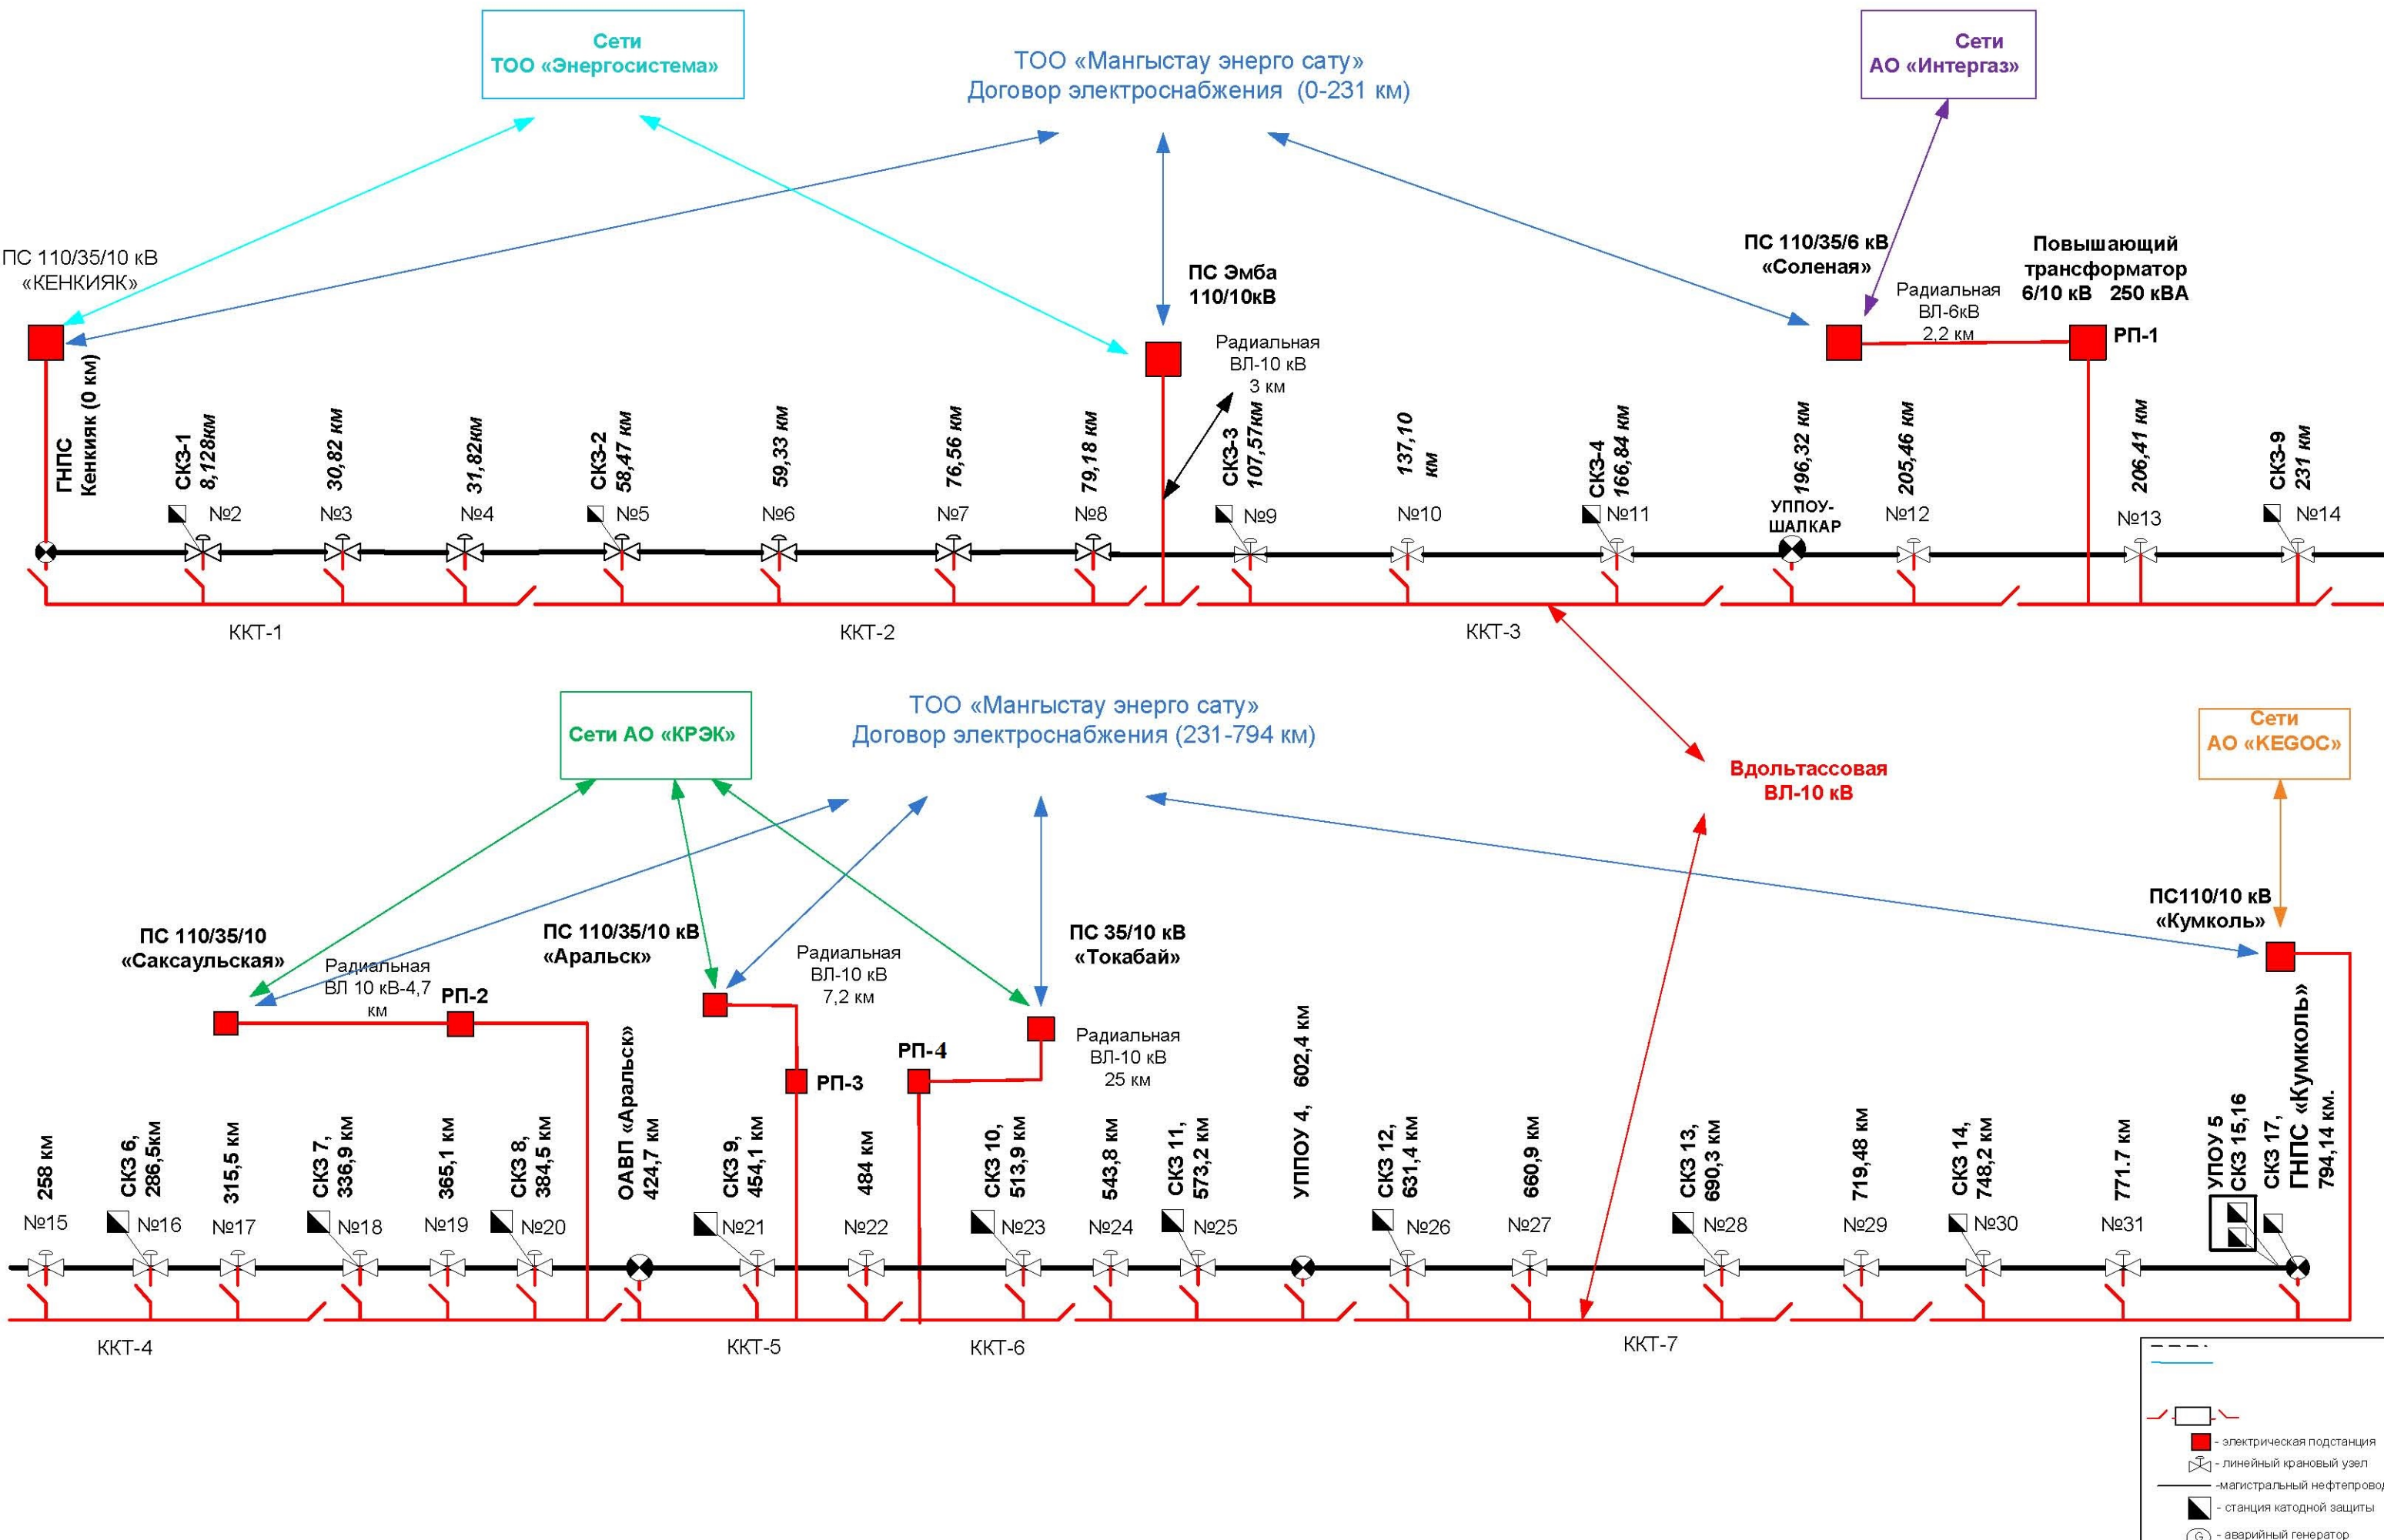 Сети
ТОО «Энергосистема»
ТОО «Мангыстау энерго сату»
Договор электроснабжения (0-231 км)
Сети
АО «Интергаз»
ПС 110/35/10 кВ
«КЕНКИЯК»
ПС Эмба
110/10кВ
ПС 110/35/6 кВ
«Соленая»
Повышающий
трансформатор
6/10 кВ 250 кВА
Радиальная
ВЛ-6кВ
2,2 км
РП-1
Радиальная
ВЛ-10 кВ
3 км
ГНПС
Кенкияк (0 км)
СКЗ-1
8,128км
30,82 км
31,82км
СКЗ-2
58,47 км
59,33 км
76,56 км
79,18 км
СКЗ-3
107,57км
137,10
км
СКЗ-4
166,84 км
196,32 км
205,46 км
206,41 км
СКЗ-9
231 км
№2
№3
№4
№5
№6
№7
№8
№9
№10
№11
УППОУ-
ШАЛКАР
№12
№13
№14
ККТ-1
ККТ-2
ККТ-3
Сети АО «КРЭК»
ТОО «Мангыстау энерго сату»
Договор электроснабжения (231-794 км)
Вдольтассовая
ВЛ-10 кВ
Сети
АО «KEGOC»
ПС 110/35/10
«Саксаульская»
Радиальная
ВЛ 10 кВ-4,7
км
РП-2
ПС 110/35/10 кВ
«Аральск»
Радиальная
ВЛ-10 кВ
7,2 км
РП-3
ПС 35/10 кВ
«Токабай»
РП-4
Радиальная
ВЛ-10 кВ
25 км
ПС110/10 кВ
«Кумколь»
258 км
СКЗ 6,
286,5км
315,5 км
СКЗ 7,
336,9 км
365,1 км
СКЗ 8,
384,5 км
ОАВП «Аральск»
424,7 км
СКЗ 9,
454,1 км
484 км
СКЗ 10,
513,9 км
543,8 км
СКЗ 11,
573,2 км
УППОУ 4, 602,4 км
СКЗ 12,
631,4 км
660,9 км
СКЗ 13,
690,3 км
719,48 км
СКЗ 14,
748,2 км
771.7 км
УПОУ 5
СКЗ 15,16
СКЗ 17,
ГНПС «Кумколь»
794,14 км.
№15
№16
№17
№18
№19
№20
№21
№22
№23
№24
№25
№26
№27
№28
№29
№30
№31
ККТ-4
ККТ-5
ККТ-6
ККТ-7
- электрическая подстанция
- линейный крановый узел
-магистральный нефтепровод
- станция катодной защиты
G - аварийный генератор